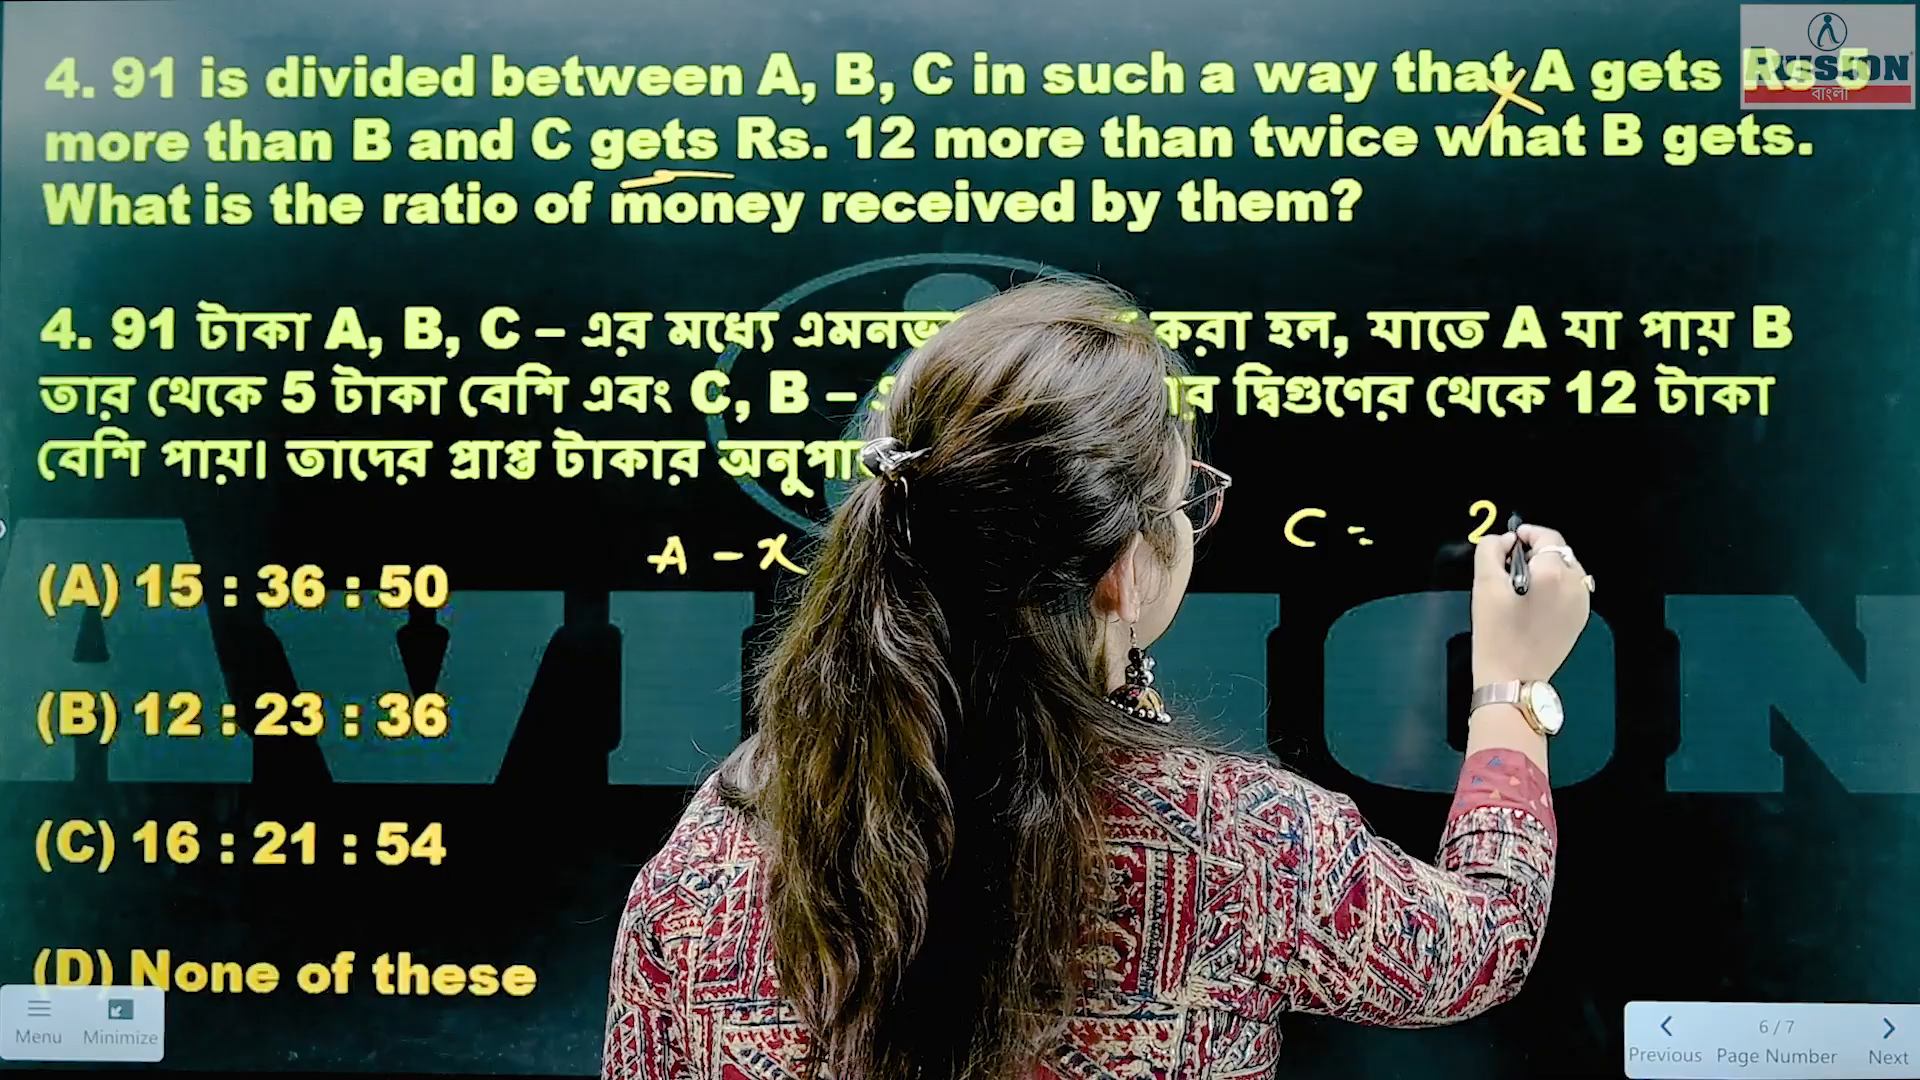 4. 91 is divided between A, B, C in such a way that A gets Rs 5
more than B and C gets Rs. 12 more than twice what B gets.
What is the ratio of money received by them?
4. 91 টাকা A, B, C – এর মধ্যে করা হল, যাতে A যা পায় B
তার থেকে 5 টাকা বেশি এবং C, B – দ্বিগুণের থেকে 12 টাকা
বেশি পায়। তাদের প্রাপ্ত টাকার
A – x
C = 2
(A) 15 : 36 : 50
(B) 12 : 23 : 36
(C) 16 : 21 : 54
(D) None of these
বাংলা
Menu Minimize
6 / 7
Previous Page Number Next